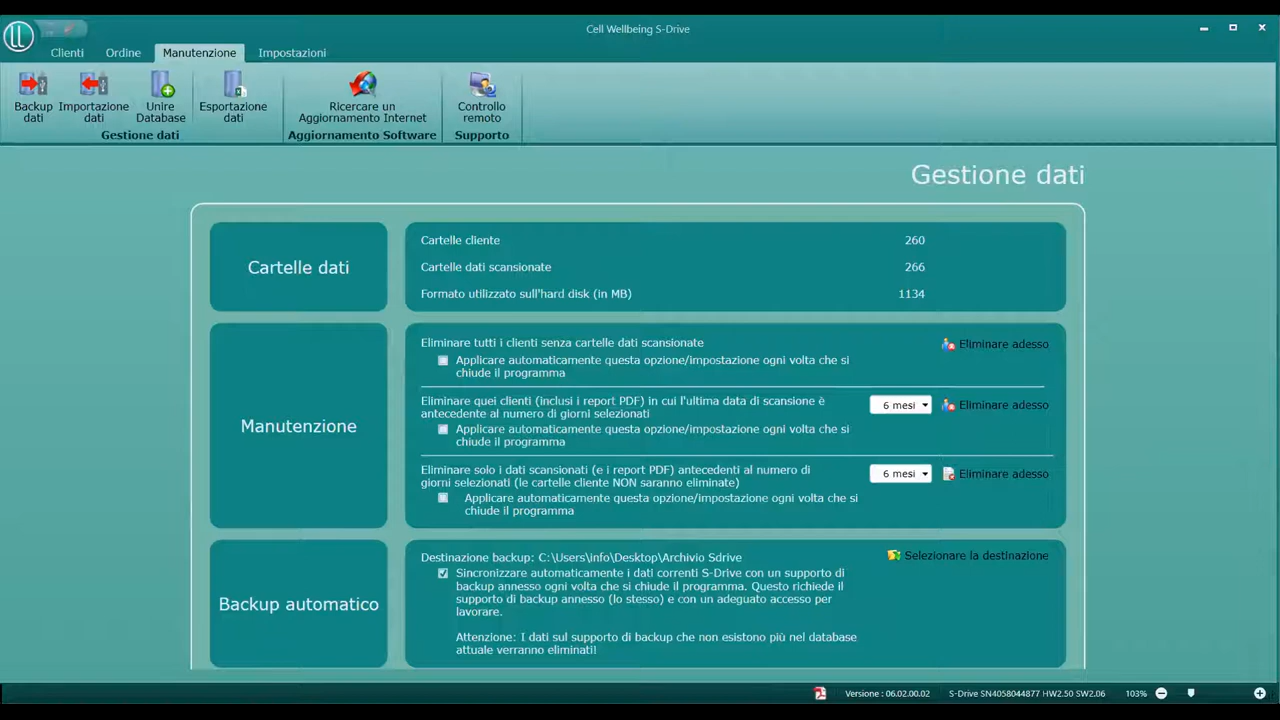 Cell Wellbeing S-Drive
Clienti
Ordine
Manutenzione
Impostazioni
Backup dati
Importazione dati
Unire Database
Esportazione dati
Ricercare un Aggiornamento Internet
Controllo remoto
Gestione dati
Aggiornamento Software
Supporto
Gestione dati
Cartelle dati
Cartelle cliente 260
Cartelle dati scansionate 266
Formato utilizzato sull'hard disk (in MB) 1134
Manutenzione
Eliminare tutti i clienti senza cartelle dati scansionate
Eliminare adesso
Applicare automaticamente questa opzione/impostazione ogni volta che si
chiude il programma
Eliminare quei clienti (inclusi i report PDF) in cui l'ultima data di scansione è
antecedente al numero di giorni selezionati
6 mesi
Eliminare adesso
Applicare automaticamente questa opzione/impostazione ogni volta che si
chiude il programma
Eliminare solo i dati scansionati (e i report PDF) antecedenti al numero di
giorni selezionati (le cartelle cliente NON saranno eliminate)
6 mesi
Eliminare adesso
Applicare automaticamente questa opzione/impostazione ogni volta che si
chiude il programma
Backup automatico
Destinazione backup: C:\Users\info\Desktop\Archivio Sdrive
Selezionare la destinazione
Sincronizzare automaticamente i dati correnti S-Drive con un supporto di
backup annesso ogni volta che si chiude il programma. Questo richiede il
supporto di backup annesso (lo stesso) e con un adeguato accesso per
lavorare.
Attenzione: I dati sul supporto di backup che non esistono più nel database
attuale verranno eliminati!
Versione : 06.02.00.02
S-Drive SN4058044877 HW2.50 SW2.06
103%